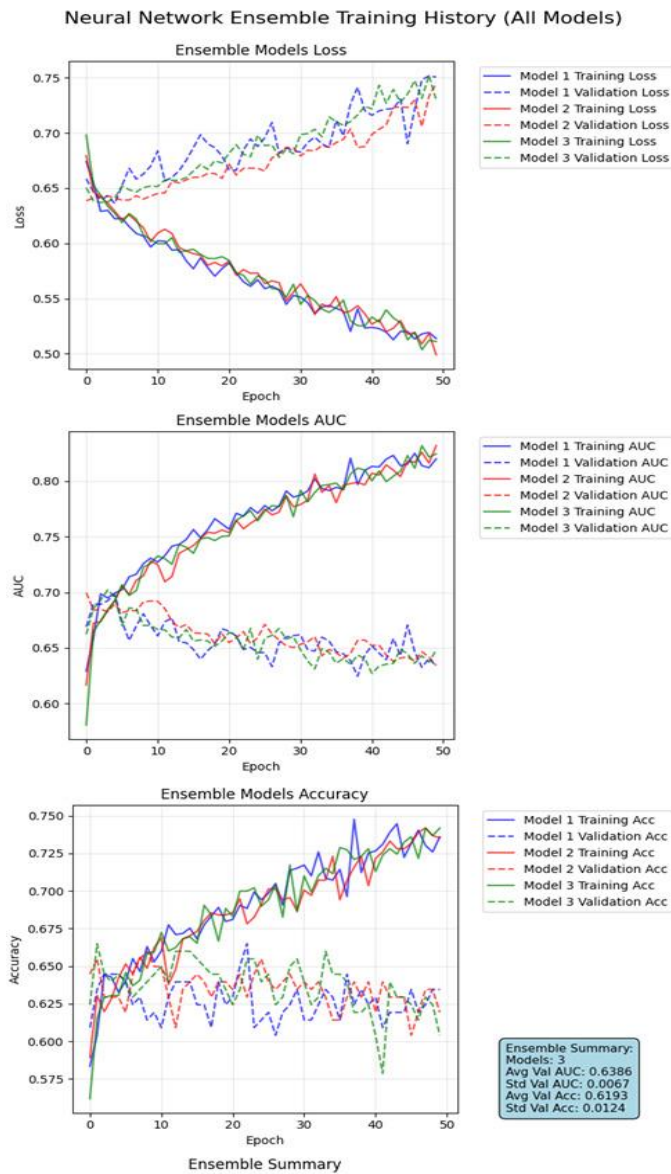 Neural Network Ensemble Training History (All Models)
Ensemble Models Loss
0.75
0.70
0.65
0.60
0.55
0.50
Loss
0
10
20
30
40
50
Epoch
Model 1 Training Loss
Model 1 Validation Loss
Model 2 Training Loss
Model 2 Validation Loss
Model 3 Training Loss
Model 3 Validation Loss
Ensemble Models AUC
0.80
0.75
0.70
0.65
0.60
AUC
0
10
20
30
40
50
Epoch
Model 1 Training AUC
Model 1 Validation AUC
Model 2 Training AUC
Model 2 Validation AUC
Model 3 Training AUC
Model 3 Validation AUC
Ensemble Models Accuracy
0.750
0.725
0.700
0.675
0.650
0.625
0.600
0.575
Accuracy
0
10
20
30
40
50
Epoch
Model 1 Training Acc
Model 1 Validation Acc
Model 2 Training Acc
Model 2 Validation Acc
Model 3 Training Acc
Model 3 Validation Acc
Ensemble Summary:
Models: 3
Avg Val AUC: 0.6386
Std Val AUC: 0.0067
Avg Val Acc: 0.6193
Std Val Acc: 0.0124
Ensemble Summary